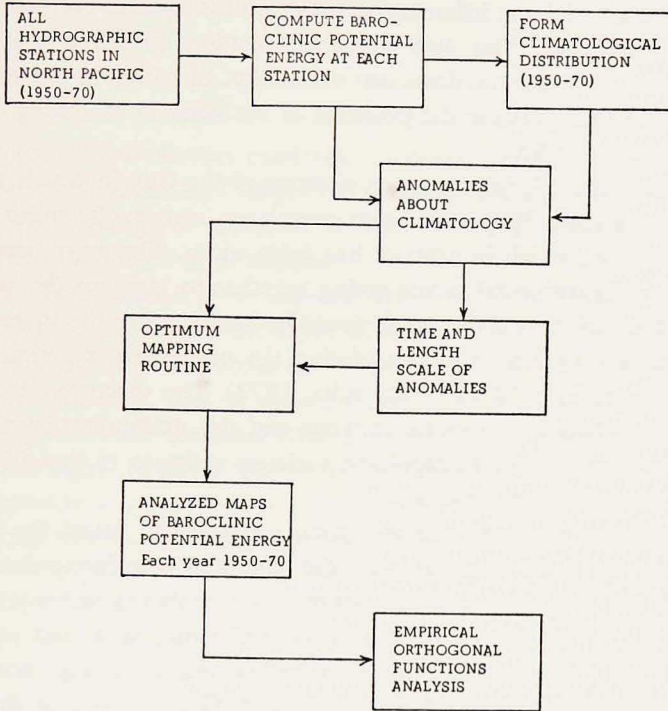 ALL
HYDROGRAPHIC
STATIONS IN
NORTH PACIFIC
(1950-70)
COMPUTE BARO-
CLINIC POTENTIAL
ENERGY AT EACH
STATION
FORM
CLIMATOLOGICAL
DISTRIBUTION
(1950-70)
ANOMALIES
ABOUT
CLIMATOLOGY
OPTIMUM
MAPPING
ROUTINE
TIME AND
LENGTH
SCALE OF
ANOMALIES
ANALYZED MAPS
OF BAROCLINIC
POTENTIAL ENERGY
Each year 1950-70
EMPIRICAL
ORTHOGONAL
FUNCTIONS
ANALYSIS